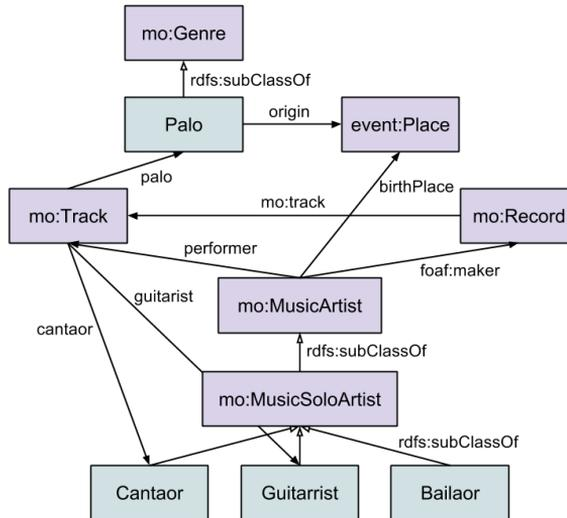 mo:Genre
rdfs:subClassOf
Palo
origin
event:Place
palo
birthPlace
mo:track
mo:Track
mo:Record
performer
foaf:maker
guitarist
mo:MusicArtist
cantaor
rdfs:subClassOf
mo:MusicSoloArtist
rdfs:subClassOf
Cantaor
Guitarrist
Bailaor